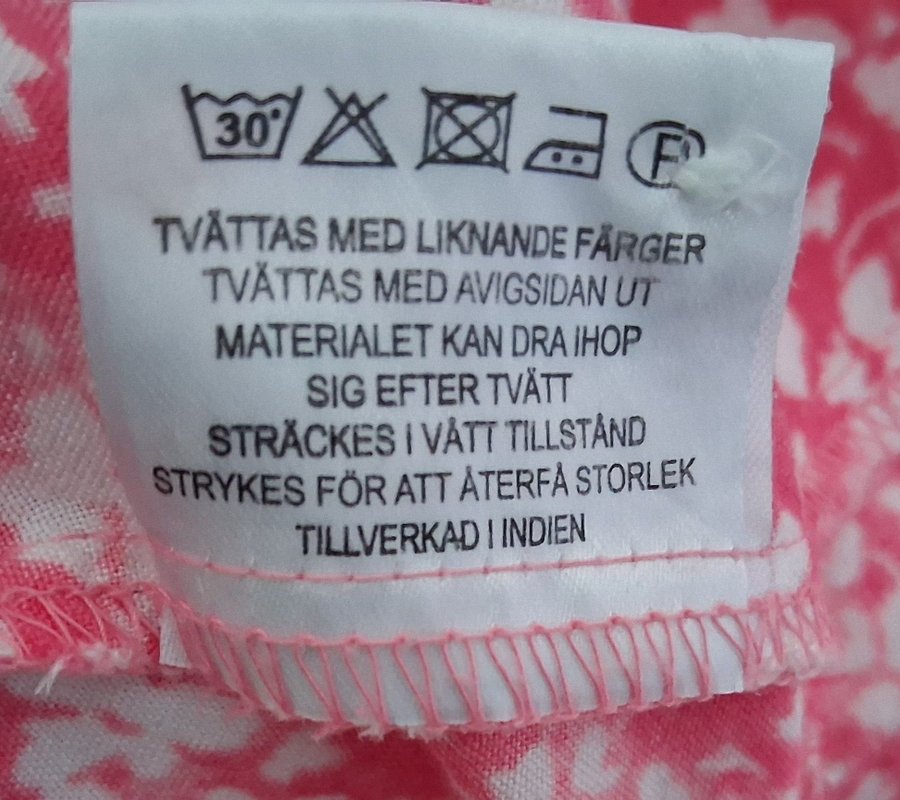 30° F
TVÄTTAS MED LIKNANDE FÄRGER
TVÄTTAS MED AVIGSIDAN UT
MATERIALET KAN DRA IHOP
SIG EFTER TVÄTT
STRÄCKES I VÅTT TILLSTÅND
STRYKES FÖR ATT ÅTERFÅ STORLEK
TILLVERKAD I INDIEN